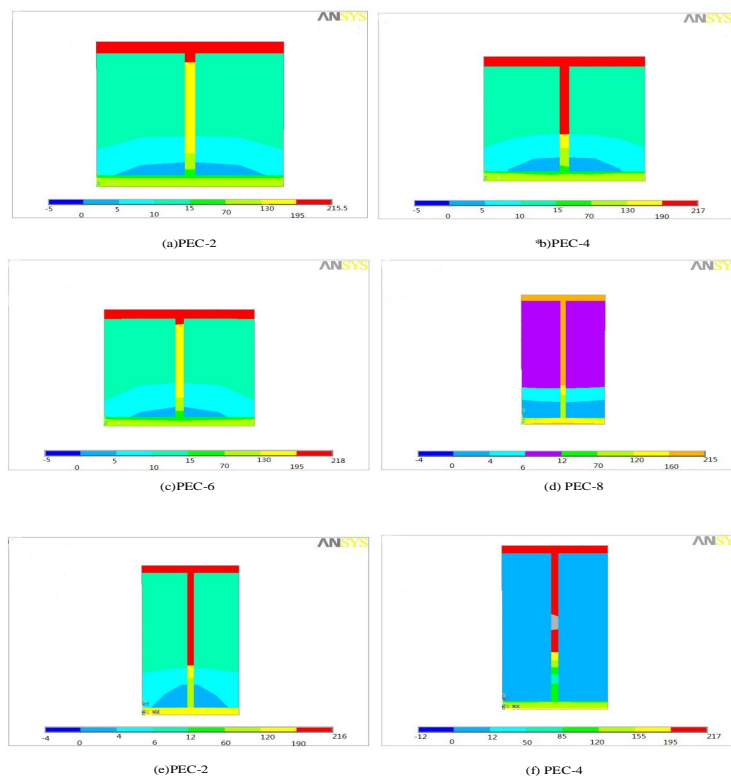 ANSYS
-5 0 5 10 15 70 130 195 215.5
(a)PEC-2
ANSY
-5 0 5 10 15 70 130 190 217
*b)PEC-4
ANSYS
-5 0 5 10 15 70 130 195 218
(c)PEC-6
ANSY
-4 0 4 6 12 70 120 160 215
(d) PEC-8
ANSYS
-4 0 4 6 12 60 120 190 216
(e)PEC-2
ANSY
-12 0 12 50 85 120 155 195 217
(f) PEC-4